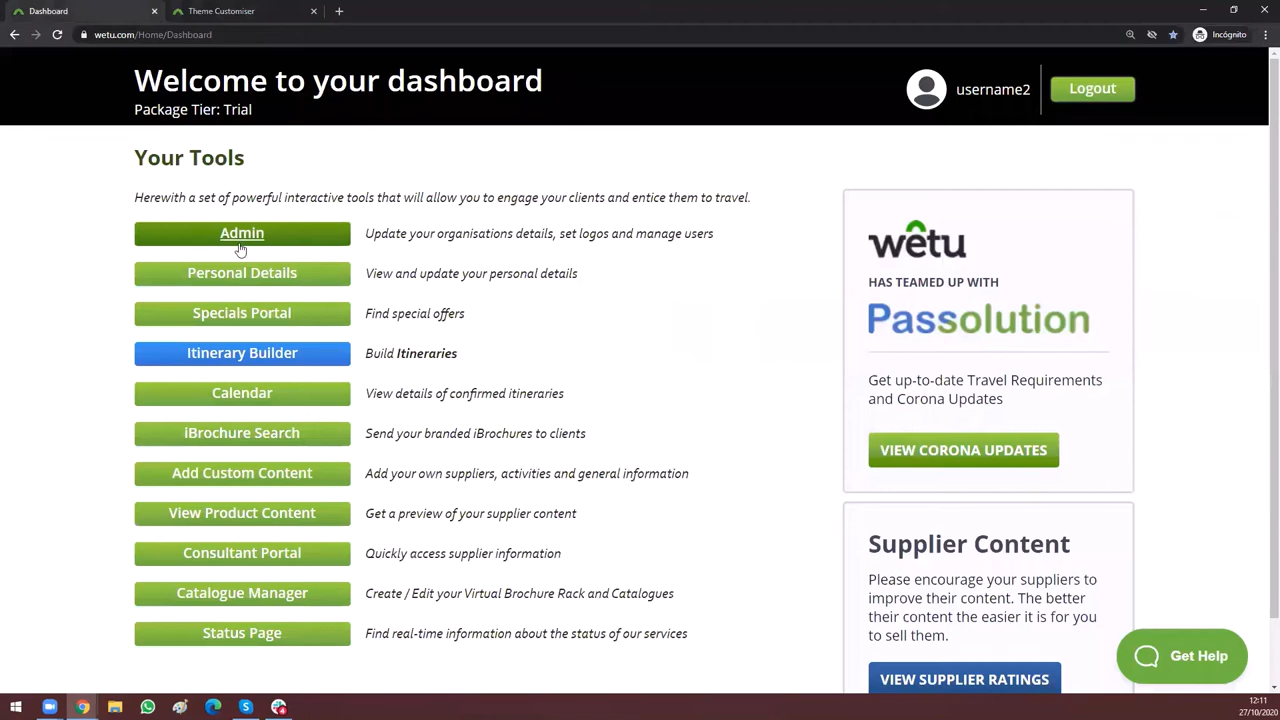 Dashboard
Theme Customiser
wetu.com/Home/Dashboard
Incógnito
Welcome to your dashboard
Package Tier: Trial
username2
Logout
Your Tools
Herewith a set of powerful interactive tools that will allow you to engage your clients and entice them to travel.
Admin
Update your organisations details, set logos and manage users
Personal Details
View and update your personal details
Specials Portal
Find special offers
Itinerary Builder
Build Itineraries
Calendar
View details of confirmed itineraries
iBrochure Search
Send your branded iBrochures to clients
Add Custom Content
Add your own suppliers, activities and general information
View Product Content
Get a preview of your supplier content
Consultant Portal
Quickly access supplier information
Catalogue Manager
Create / Edit your Virtual Brochure Rack and Catalogues
Status Page
Find real-time information about the status of our services
wetu
HAS TEAMED UP WITH
Passolution
Get up-to-date Travel Requirements
and Corona Updates
VIEW CORONA UPDATES
Supplier Content
Please encourage your suppliers to
improve their content. The better
their content the easier it is for you
to sell them.
VIEW SUPPLIER RATINGS
Get Help
12:11
27/10/2020